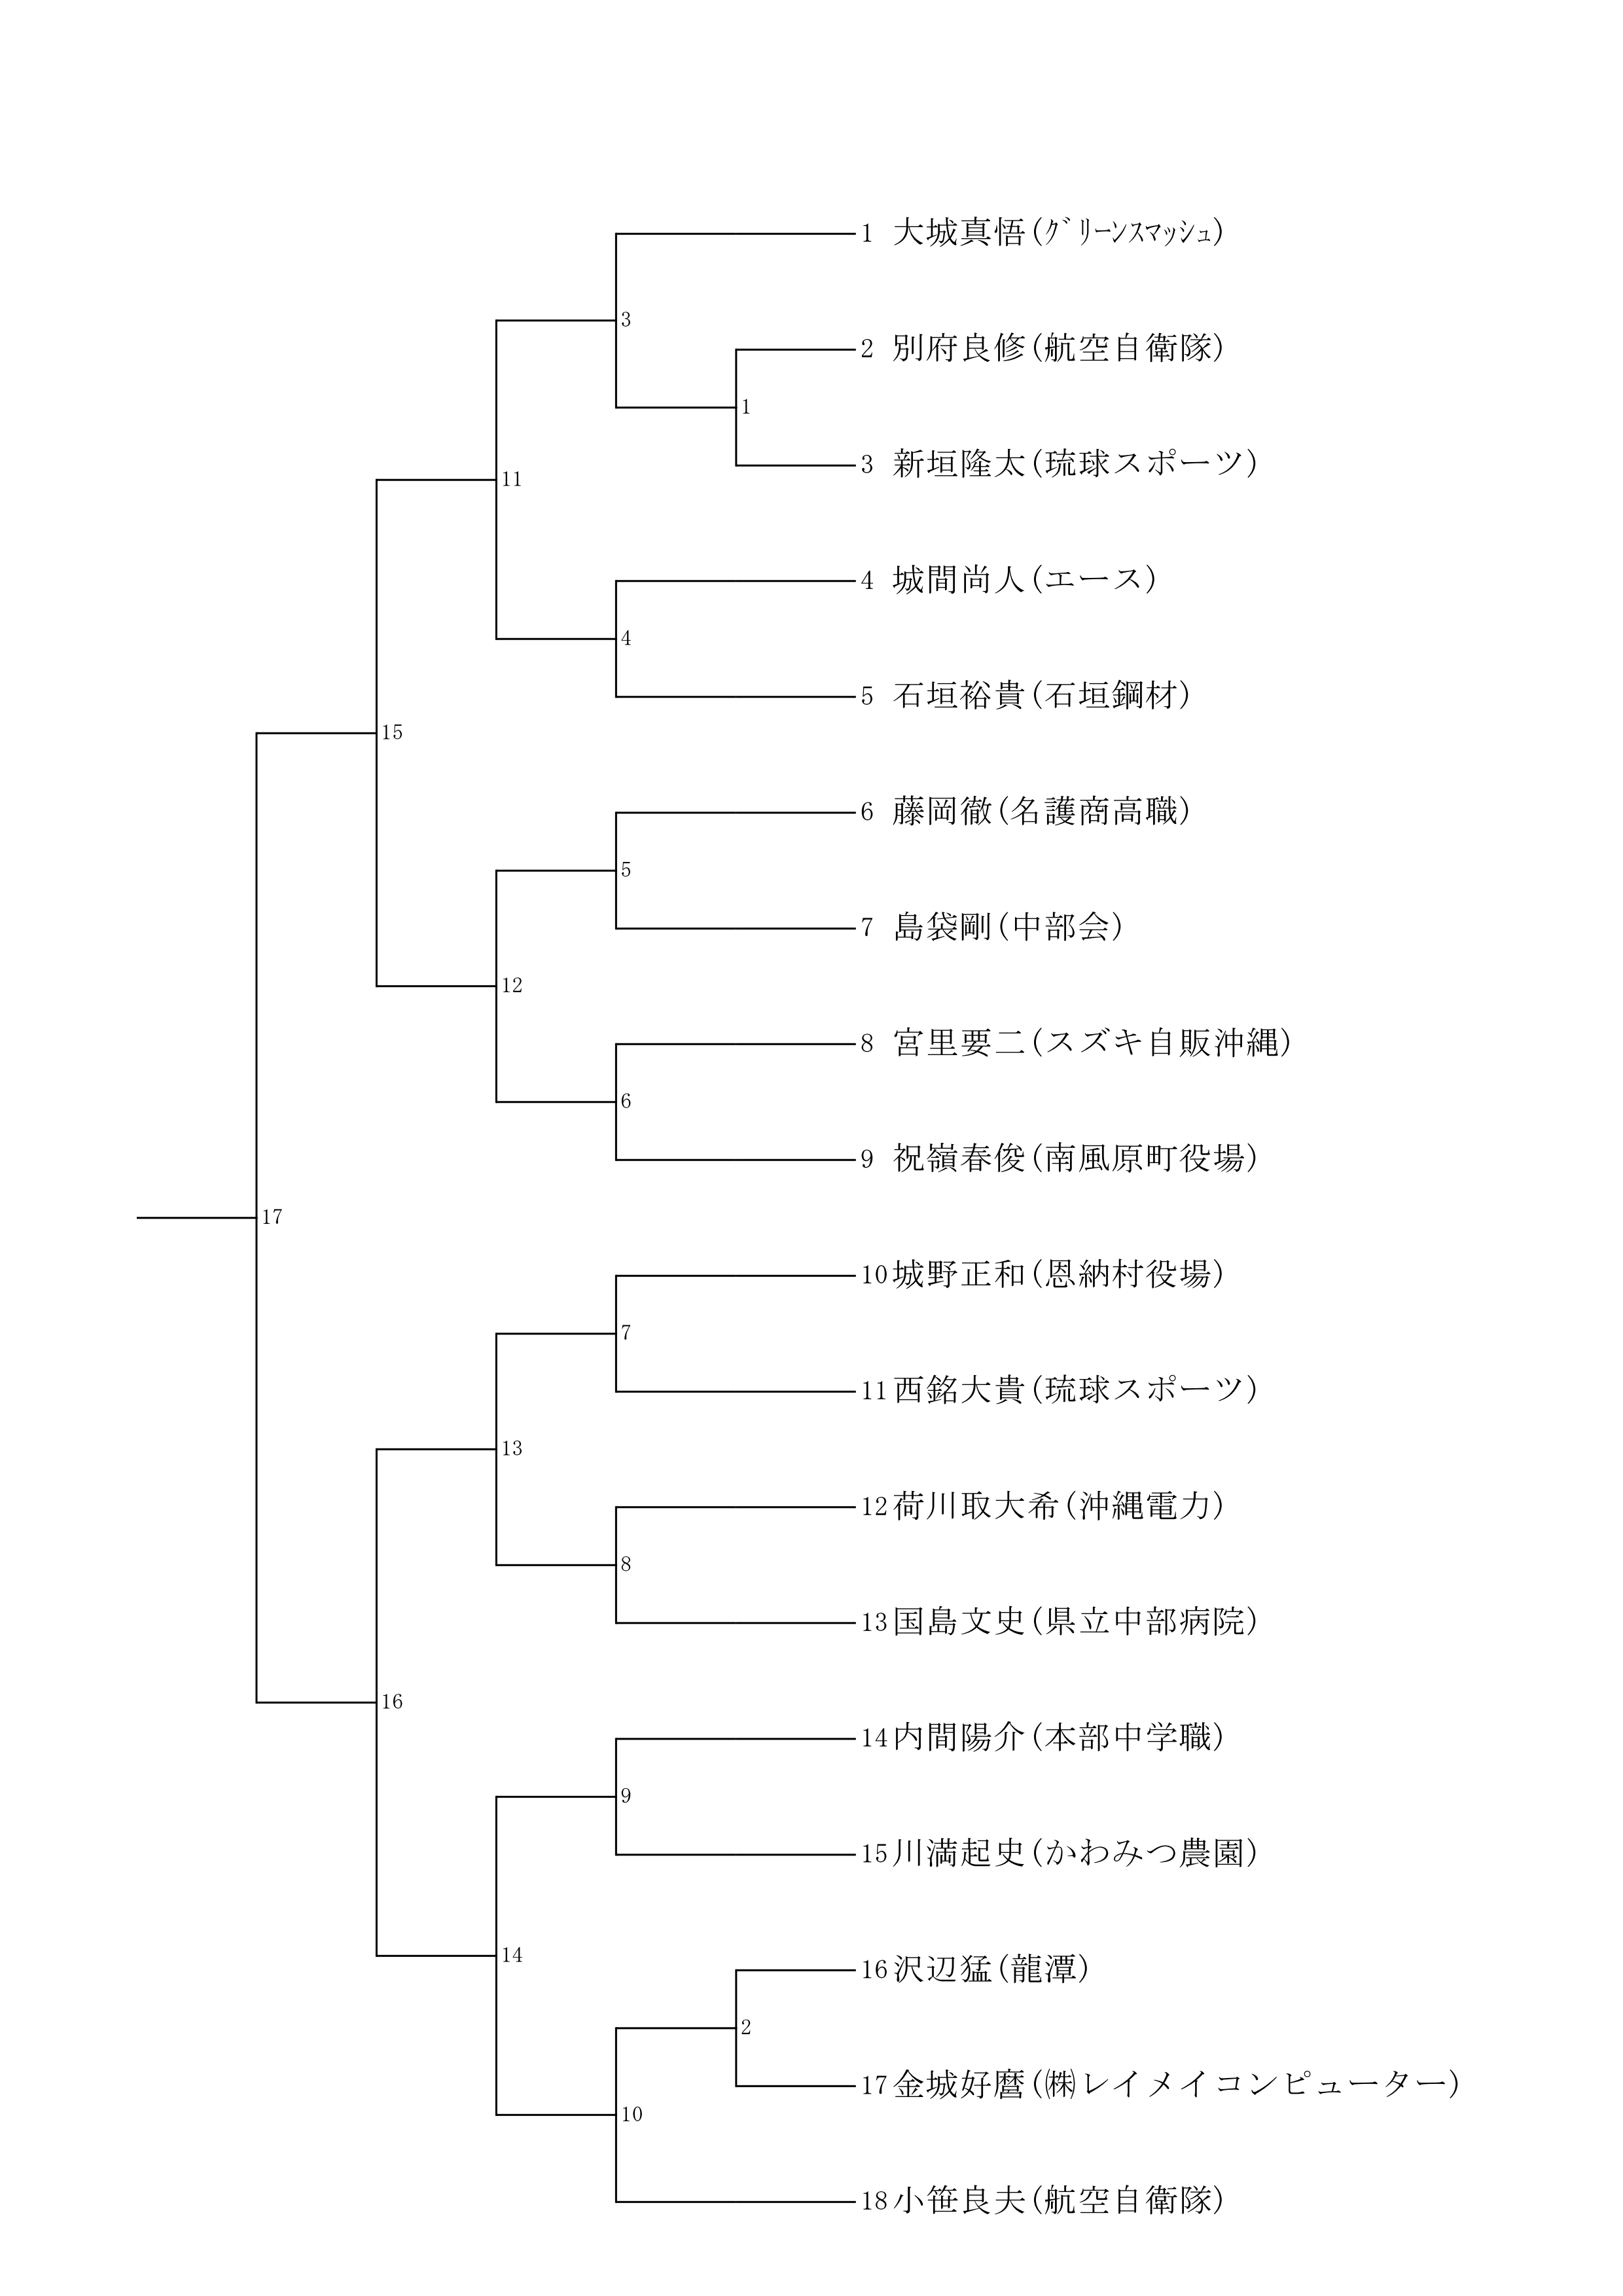 1 大城真悟(ｸﾞﾘｰﾝｽﾏｯｼｭ)
3
2 別府良修(航空自衛隊)
1
3 新垣隆太(琉球スポーツ)
11
4 城間尚人(エース)
4
5 石垣裕貴(石垣鋼材)
15
6 藤岡徹(名護商高職)
5
7 島袋剛(中部会)
12
8 宮里要二(スズキ自販沖縄)
6
9 祝嶺春俊(南風原町役場)
17
10 城野正和(恩納村役場)
7
11 西銘大貴(琉球スポーツ)
13
12 荷川取大希(沖縄電力)
8
13 国島文史(県立中部病院)
16
14 内間陽介(本部中学職)
9
15 川満起史(かわみつ農園)
14
16 沢辺猛(龍潭)
2
17 金城好麿(㈱レイメイコンピューター)
10
18 小笹良夫(航空自衛隊)